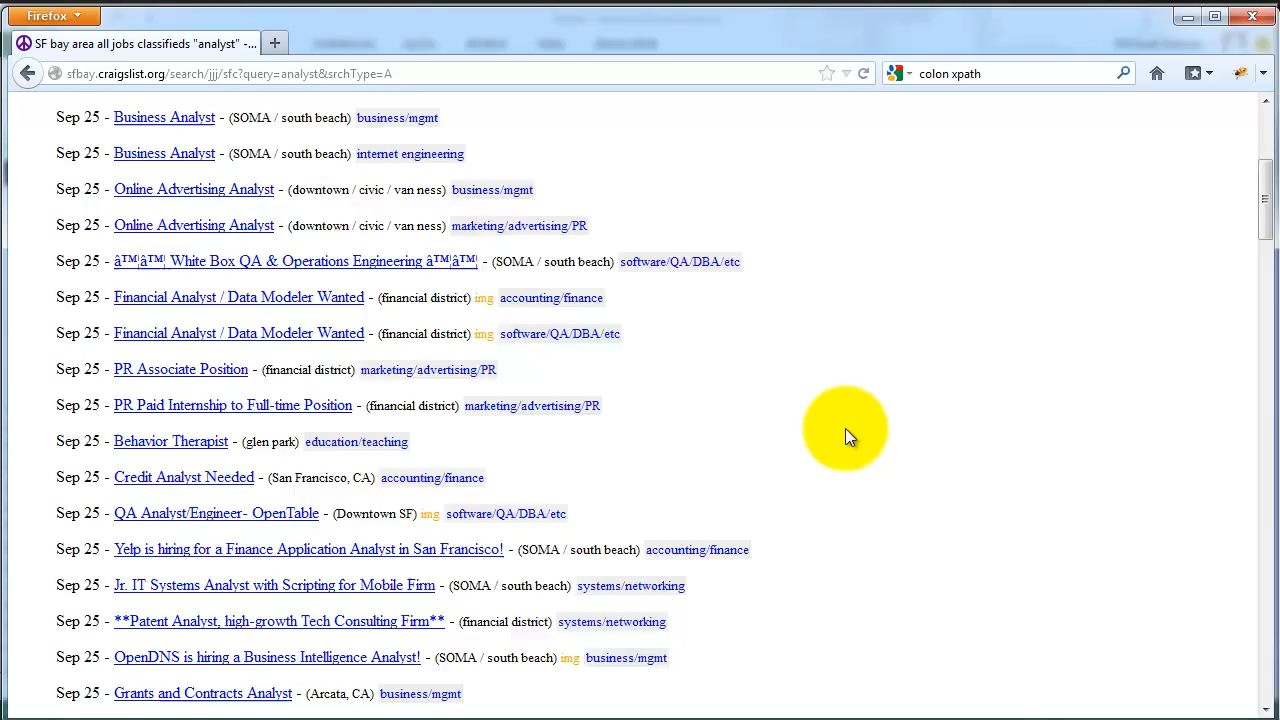 Firefox
SF bay area all jobs classifieds "analyst" -...
sfbay.craigslist.org/search/jjj/sfc?query=analyst&srchType=A
colon xpath
Sep 25 - Business Analyst - (SOMA / south beach) business/mgmt
Sep 25 - Business Analyst - (SOMA / south beach) internet engineering
Sep 25 - Online Advertising Analyst - (downtown / civic / van ness) business/mgmt
Sep 25 - Online Advertising Analyst - (downtown / civic / van ness) marketing/advertising/PR
Sep 25 - â™¦â™¦ White Box QA & Operations Engineering â™¦â™¦ - (SOMA / south beach) software/QA/DBA/etc
Sep 25 - Financial Analyst / Data Modeler Wanted - (financial district) img accounting/finance
Sep 25 - Financial Analyst / Data Modeler Wanted - (financial district) img software/QA/DBA/etc
Sep 25 - PR Associate Position - (financial district) marketing/advertising/PR
Sep 25 - PR Paid Internship to Full-time Position - (financial district) marketing/advertising/PR
Sep 25 - Behavior Therapist - (glen park) education/teaching
Sep 25 - Credit Analyst Needed - (San Francisco, CA) accounting/finance
Sep 25 - QA Analyst/Engineer- OpenTable - (Downtown SF) img software/QA/DBA/etc
Sep 25 - Yelp is hiring for a Finance Application Analyst in San Francisco! - (SOMA / south beach) accounting/finance
Sep 25 - Jr. IT Systems Analyst with Scripting for Mobile Firm - (SOMA / south beach) systems/networking
Sep 25 - **Patent Analyst, high-growth Tech Consulting Firm** - (financial district) systems/networking
Sep 25 - OpenDNS is hiring a Business Intelligence Analyst! - (SOMA / south beach) img business/mgmt
Sep 25 - Grants and Contracts Analyst - (Arcata, CA) business/mgmt